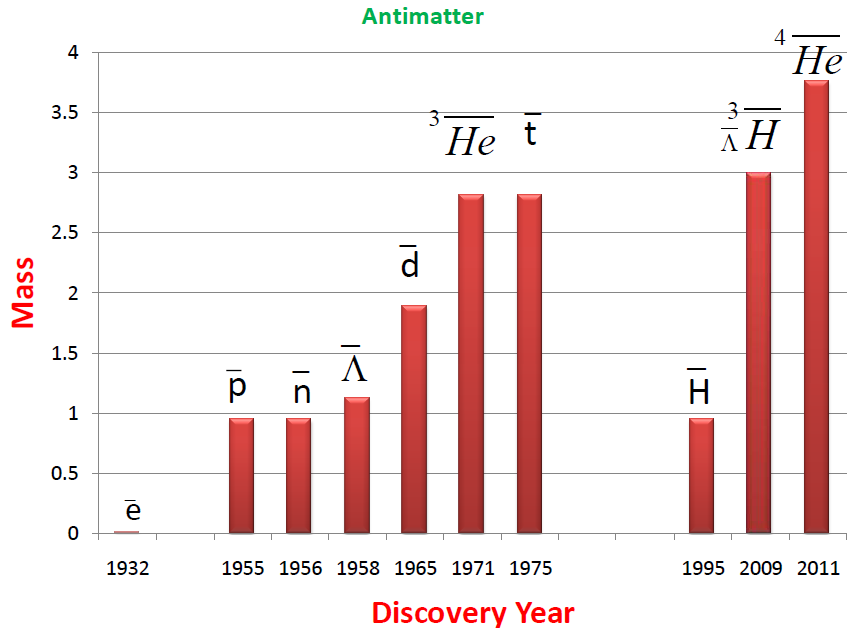 Antimatter
4
3.5
3
2.5
2
1.5
1
0.5
0
Mass
e̅
p̅
n̅
Λ̅
d̅
³H̅e̅
t̅
H̅
³_Λ̅ H̅
⁴H̅e̅
1932 1955 1956 1958 1965 1971 1975 1995 2009 2011
Discovery Year